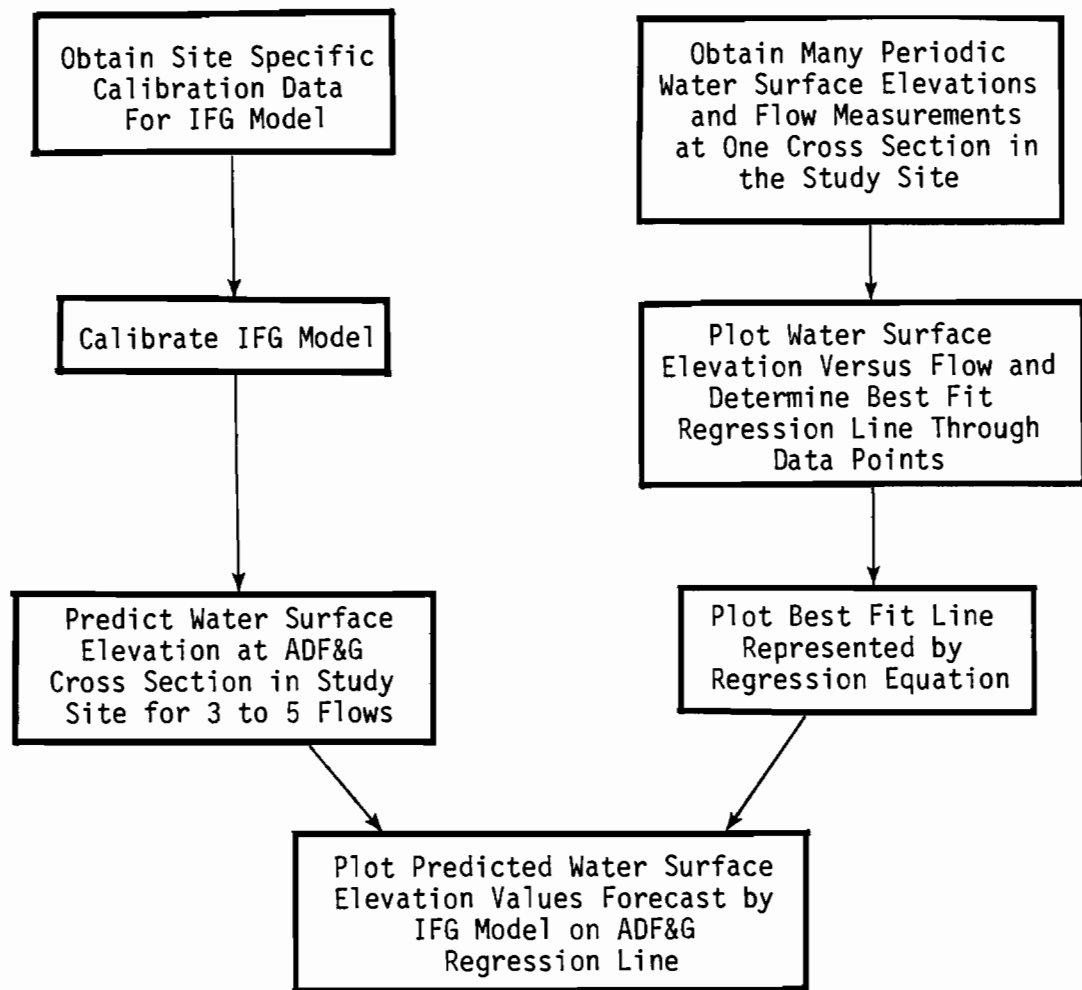 Obtain Site Specific
Calibration Data
For IFG Model
Calibrate IFG Model
Predict Water Surface
Elevation at ADF&G
Cross Section in Study
Site for 3 to 5 Flows
Obtain Many Periodic
Water Surface Elevations
and Flow Measurements
at One Cross Section in
the Study Site
Plot Water Surface
Elevation Versus Flow and
Determine Best Fit
Regression Line Through
Data Points
Plot Best Fit Line
Represented by
Regression Equation
Plot Predicted Water Surface
Elevation Values Forecast by
IFG Model on ADF&G
Regression Line